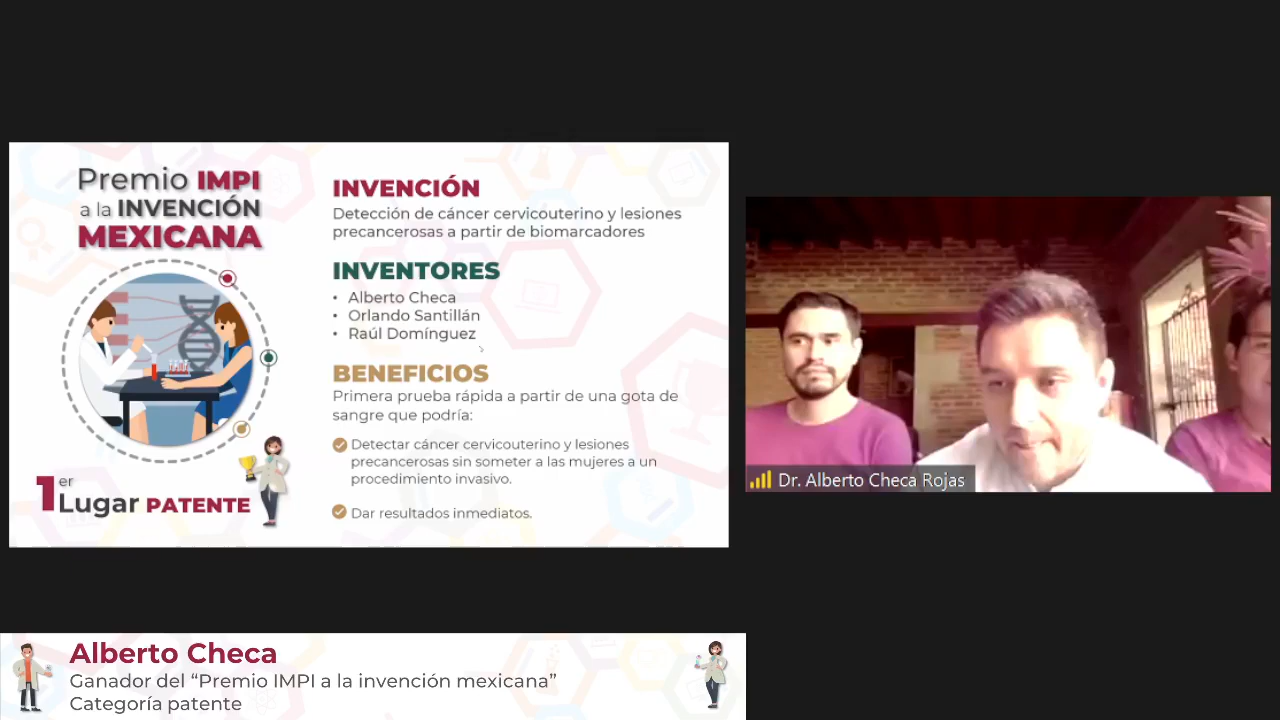 Premio IMPI
a la INVENCIÓN
MEXICANA
1er
Lugar PATENTE
INVENCIÓN
Detección de cáncer cervicouterino y lesiones
precancerosas a partir de biomarcadores
INVENTORES
• Alberto Checa
• Orlando Santillán
• Raúl Domínguez
BENEFICIOS
Primera prueba rápida a partir de una gota de
sangre que podría:
Detectar cáncer cervicouterino y lesiones
precancerosas sin someter a las mujeres a un
procedimiento invasivo.
Dar resultados inmediatos.
Dr. Alberto Checa Rojas
Alberto Checa
Ganador del “Premio IMPI a la invención mexicana”
Categoría patente